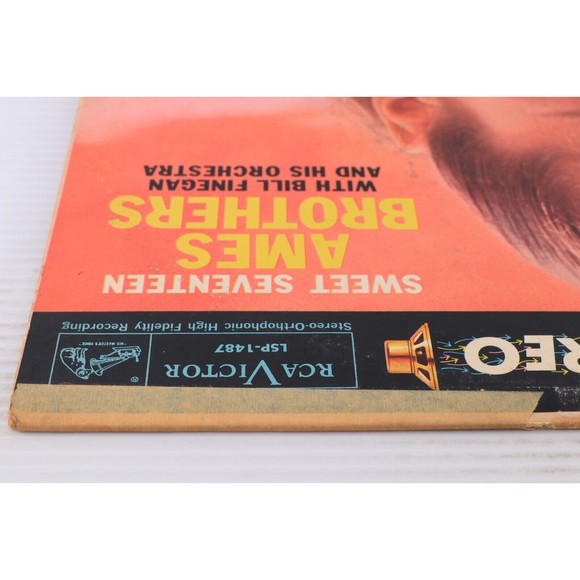 REO
RCA VICTOR
LSP-1487
"HIS MASTER'S VOICE"
®
Stereo-Orthophonic High Fidelity Recording
SWEET SEVENTEEN
AMES
BROTHERS
WITH BILL FINEGAN
AND HIS ORCHESTRA